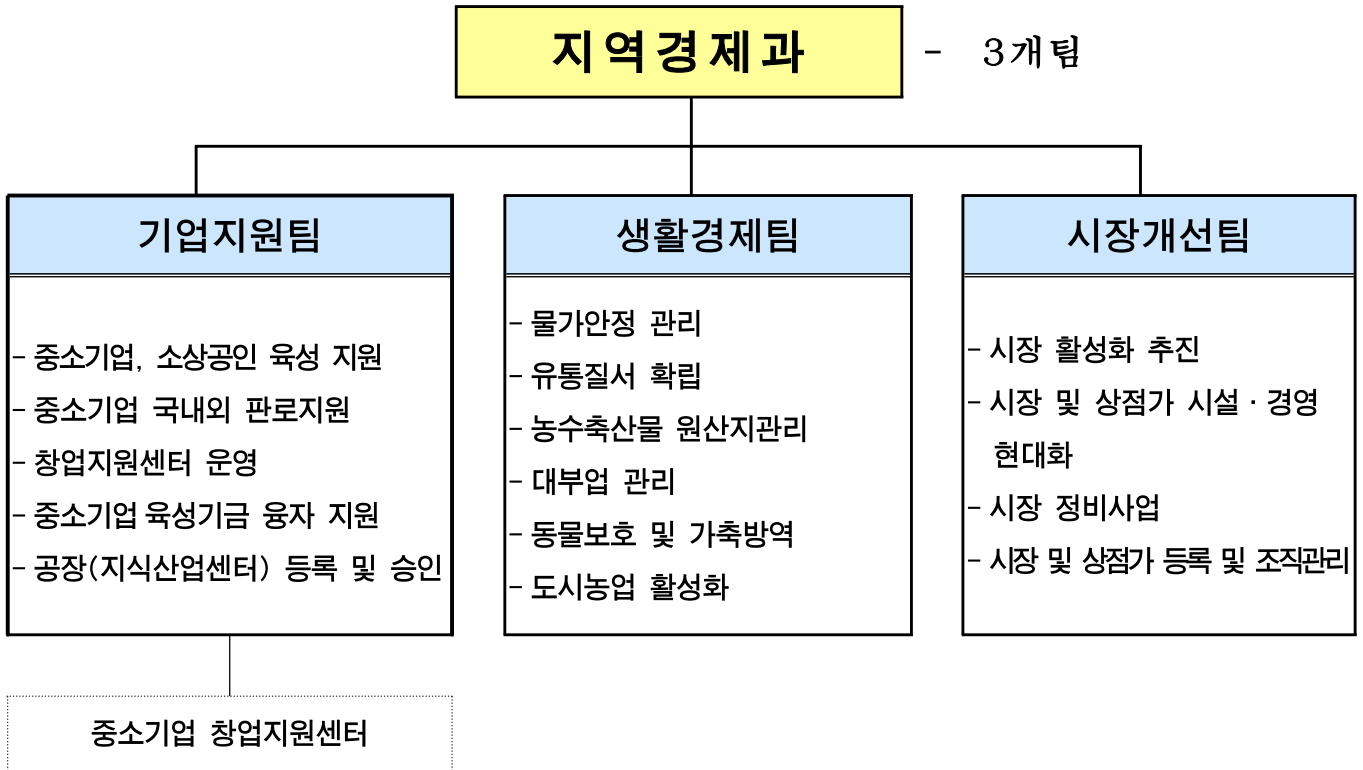 지역경제과 - 3개팀
기업지원팀
- 중소기업, 소상공인 육성 지원
- 중소기업 국내외 판로지원
- 창업지원센터 운영
- 중소기업 육성기금 융자 지원
- 공장(지식산업센터) 등록 및 승인
중소기업 창업지원센터
생활경제팀
- 물가안정 관리
- 유통질서 확립
- 농수축산물 원산지관리
- 대부업 관리
- 동물보호 및 가축방역
- 도시농업 활성화
시장개선팀
- 시장 활성화 추진
- 시장 및 상점가 시설·경영
현대화
- 시장 정비사업
- 시장 및 상점가 등록 및 조직관리